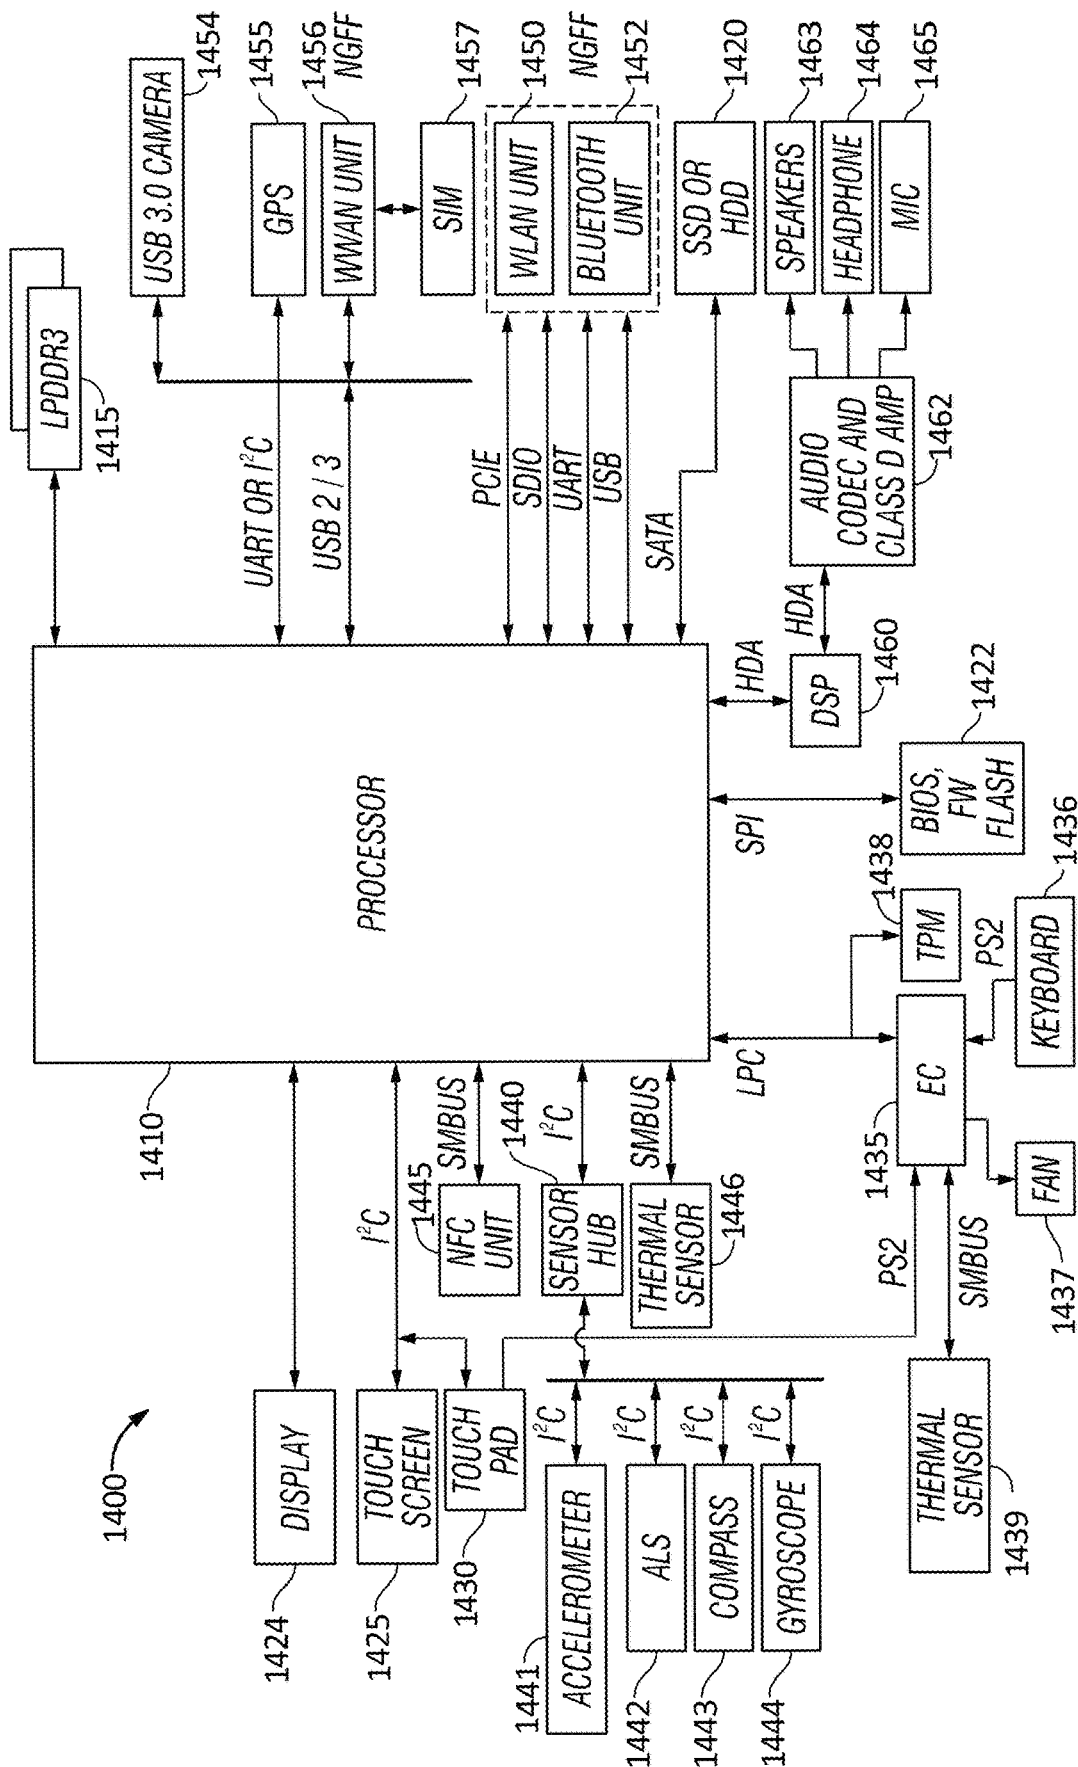 1400
1424
DISPLAY
1425
TOUCH
SCREEN
I²C
1430
TOUCH
PAD
1445
NFC
UNIT
SMBUS
1440
SENSOR
HUB
I²C
THERMAL
SENSOR
1446
SMBUS
1441
ACCELEROMETER
I²C
1442
ALS
I²C
1443
COMPASS
I²C
1444
GYROSCOPE
I²C
THERMAL
SENSOR
1439
SMBUS
PS2
1435
EC
LPC
FAN
1437
KEYBOARD
1436
PS2
TPM
1438
BIOS,
FW
FLASH
1422
SPI
1410
PROCESSOR
LPDDR3
1415
USB 3.0 CAMERA
1454
UART OR I²C
GPS
1455
USB 2 / 3
WWAN UNIT
1456
NGFF
SIM
1457
PCIE
SDIO
UART
USB
WLAN UNIT
1450
BLUETOOTH
UNIT
1452
NGFF
SATA
SSD OR
HDD
1420
HDA
DSP
1460
HDA
AUDIO
CODEC AND
CLASS D AMP
1462
SPEAKERS
1463
HEADPHONE
1464
MIC
1465